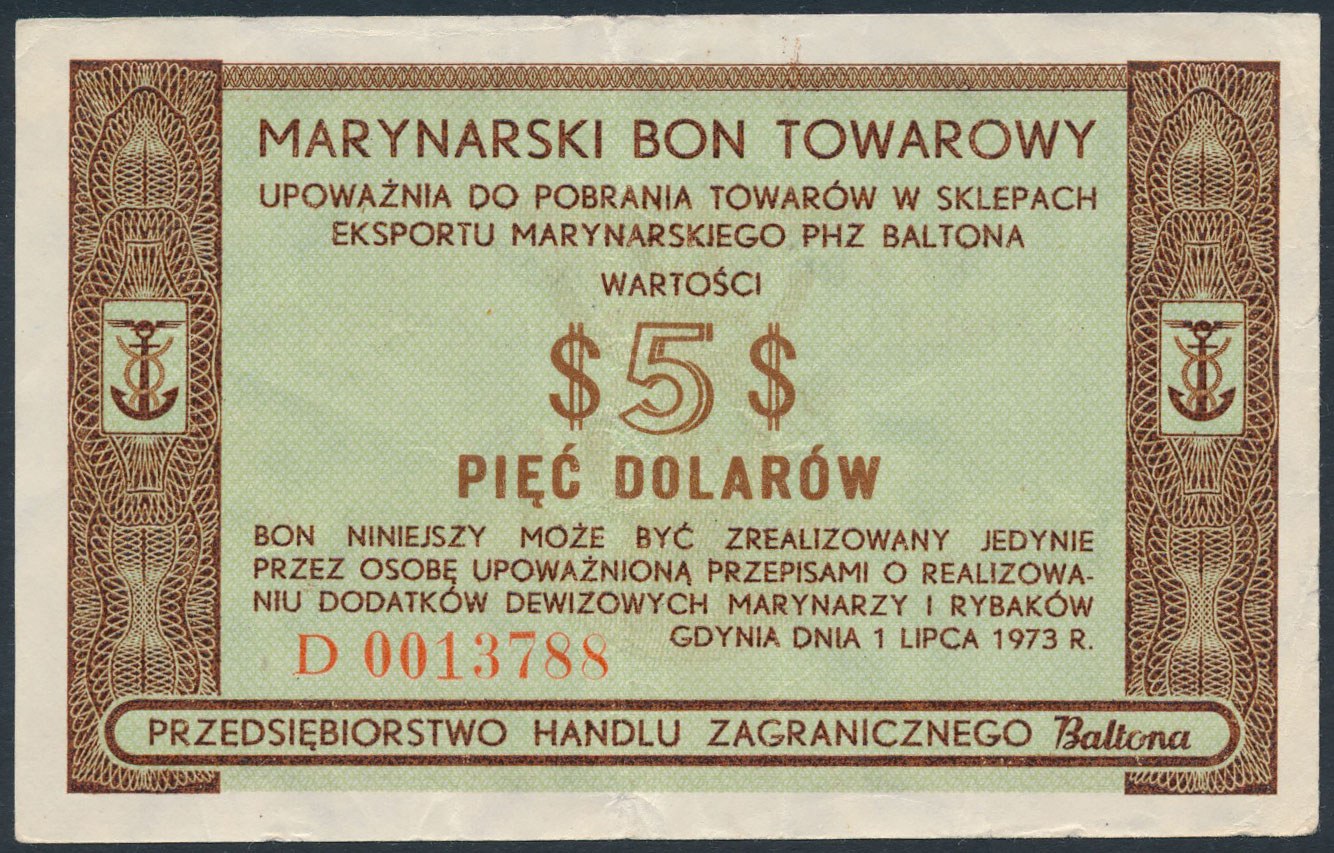 MARYNARSKI BON TOWAROWY
UPOWAŻNIA DO POBRANIA TOWARÓW W SKLEPACH
EKSPORTU MARYNARSKIEGO PHZ BALTONA
WARTOŚCI
$ 5 $
PIĘĆ DOLARÓW
BON NINIEJSZY MOŻE BYĆ ZREALIZOWANY JEDYNIE
PRZEZ OSOBĘ UPOWAŻNIONĄ PRZEPISAMI O REALIZOWA-
NIU DODATKÓW DEWIZOWYCH MARYNARZY I RYBAKÓW
GDYNIA DNIA 1 LIPCA 1973 R.
D 0013788
PRZEDSIĘBIORSTWO HANDLU ZAGRANICZNEGO Baltona